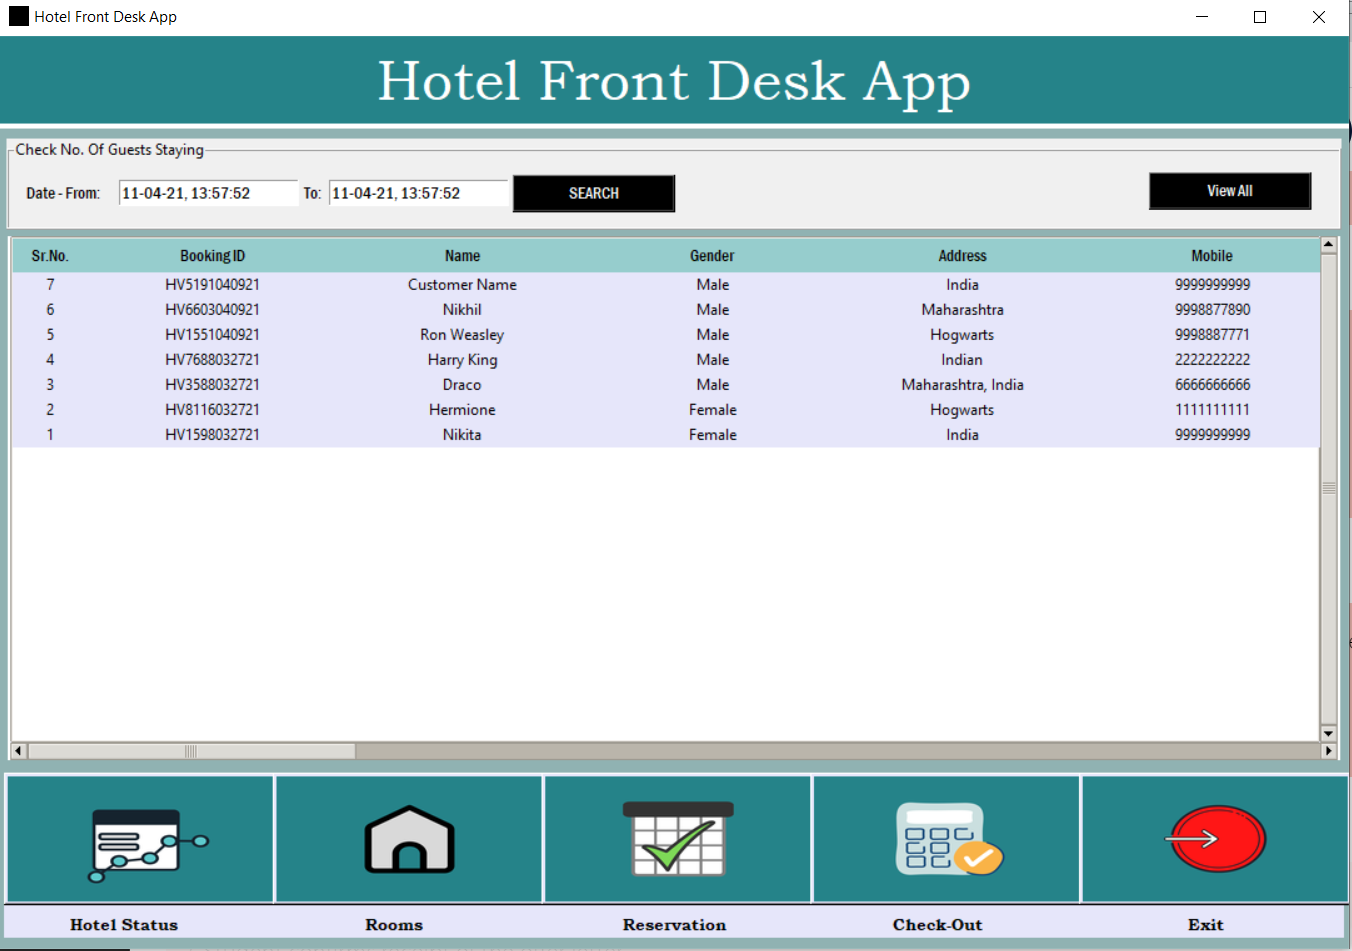 Hotel Front Desk App
Hotel Front Desk App
Check No. Of Guests Staying
Date - From: 11-04-21, 13:57:52 To: 11-04-21, 13:57:52 SEARCH View All
Sr.No. Booking ID Name Gender Address Mobile
7 HV5191040921 Customer Name Male India 9999999999
6 HV6603040921 Nikhil Male Maharashtra 9998877890
5 HV1551040921 Ron Weasley Male Hogwarts 9998887771
4 HV7688032721 Harry King Male Indian 2222222222
3 HV3588032721 Draco Male Maharashtra, India 6666666666
2 HV8116032721 Hermione Female Hogwarts 1111111111
1 HV1598032721 Nikita Female India 9999999999
Hotel Status Rooms Reservation Check-Out Exit